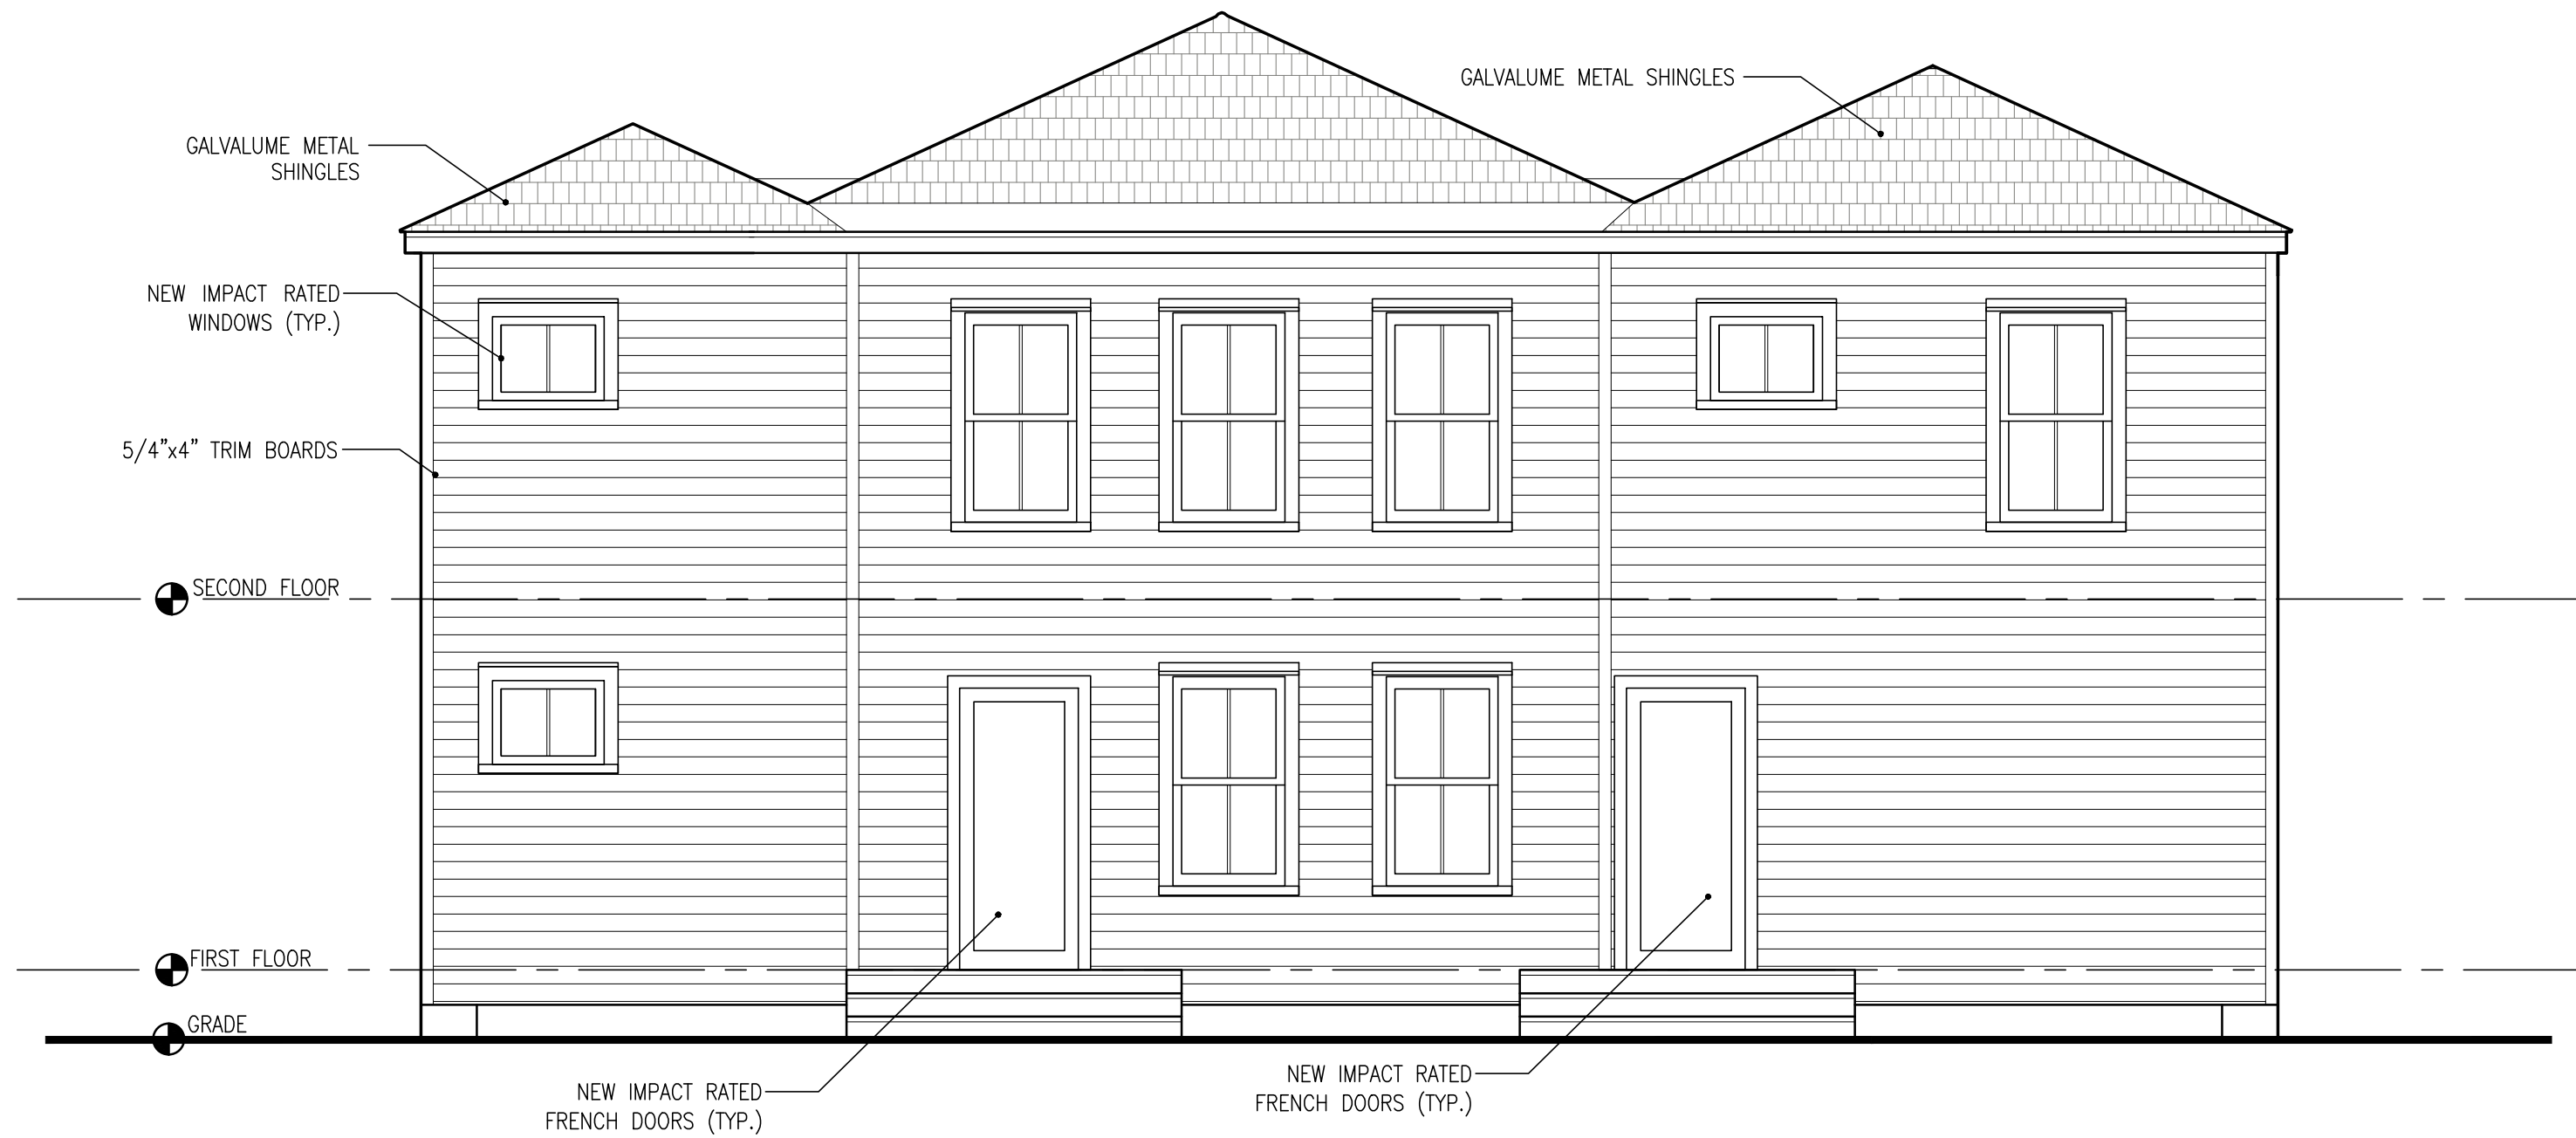 GALVALUME METAL SHINGLES
GALVALUME METAL
SHINGLES
NEW IMPACT RATED
WINDOWS (TYP.)
5/4"x4" TRIM BOARDS
SECOND FLOOR
FIRST FLOOR
GRADE
NEW IMPACT RATED
FRENCH DOORS (TYP.)
NEW IMPACT RATED
FRENCH DOORS (TYP.)